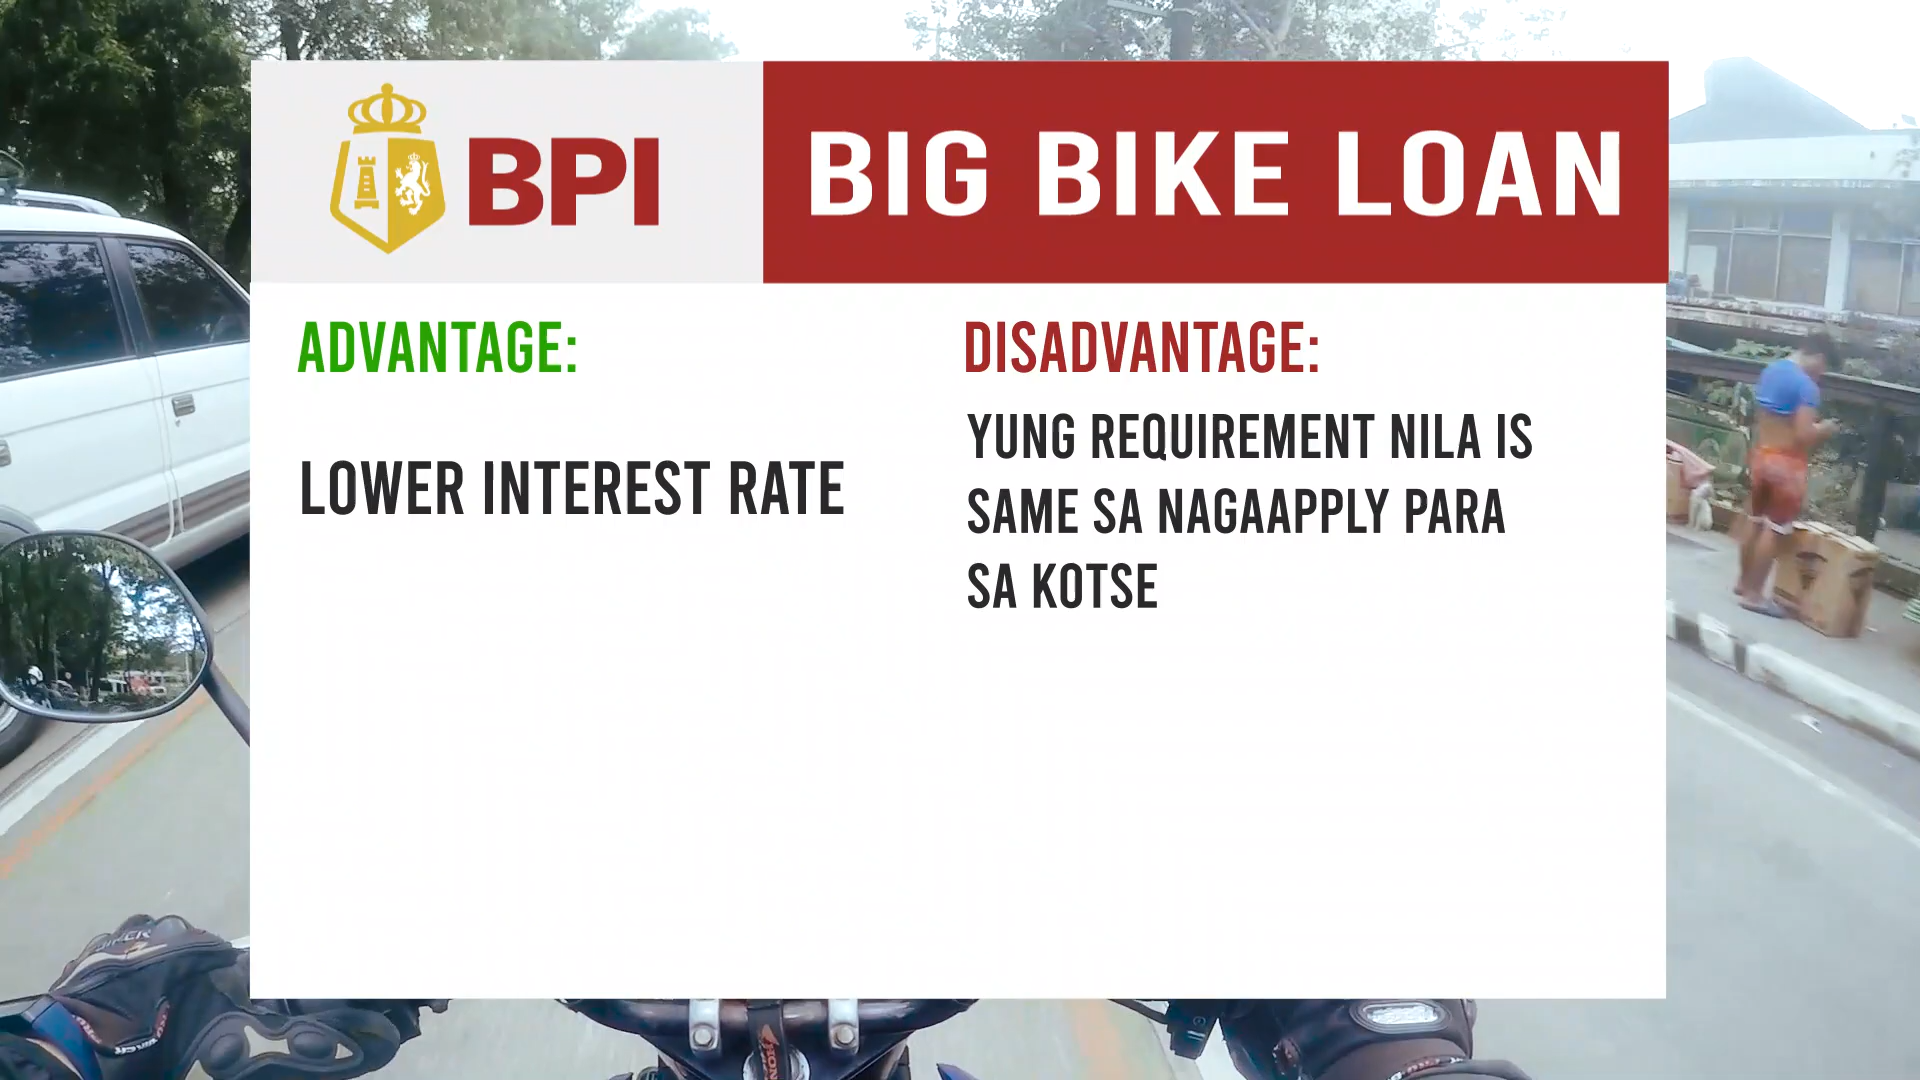 BPI
BIG BIKE LOAN
ADVANTAGE:
LOWER INTEREST RATE
DISADVANTAGE:
YUNG REQUIREMENT NILA IS
SAME SA NAGAAPPLY PARA
SA KOTSE